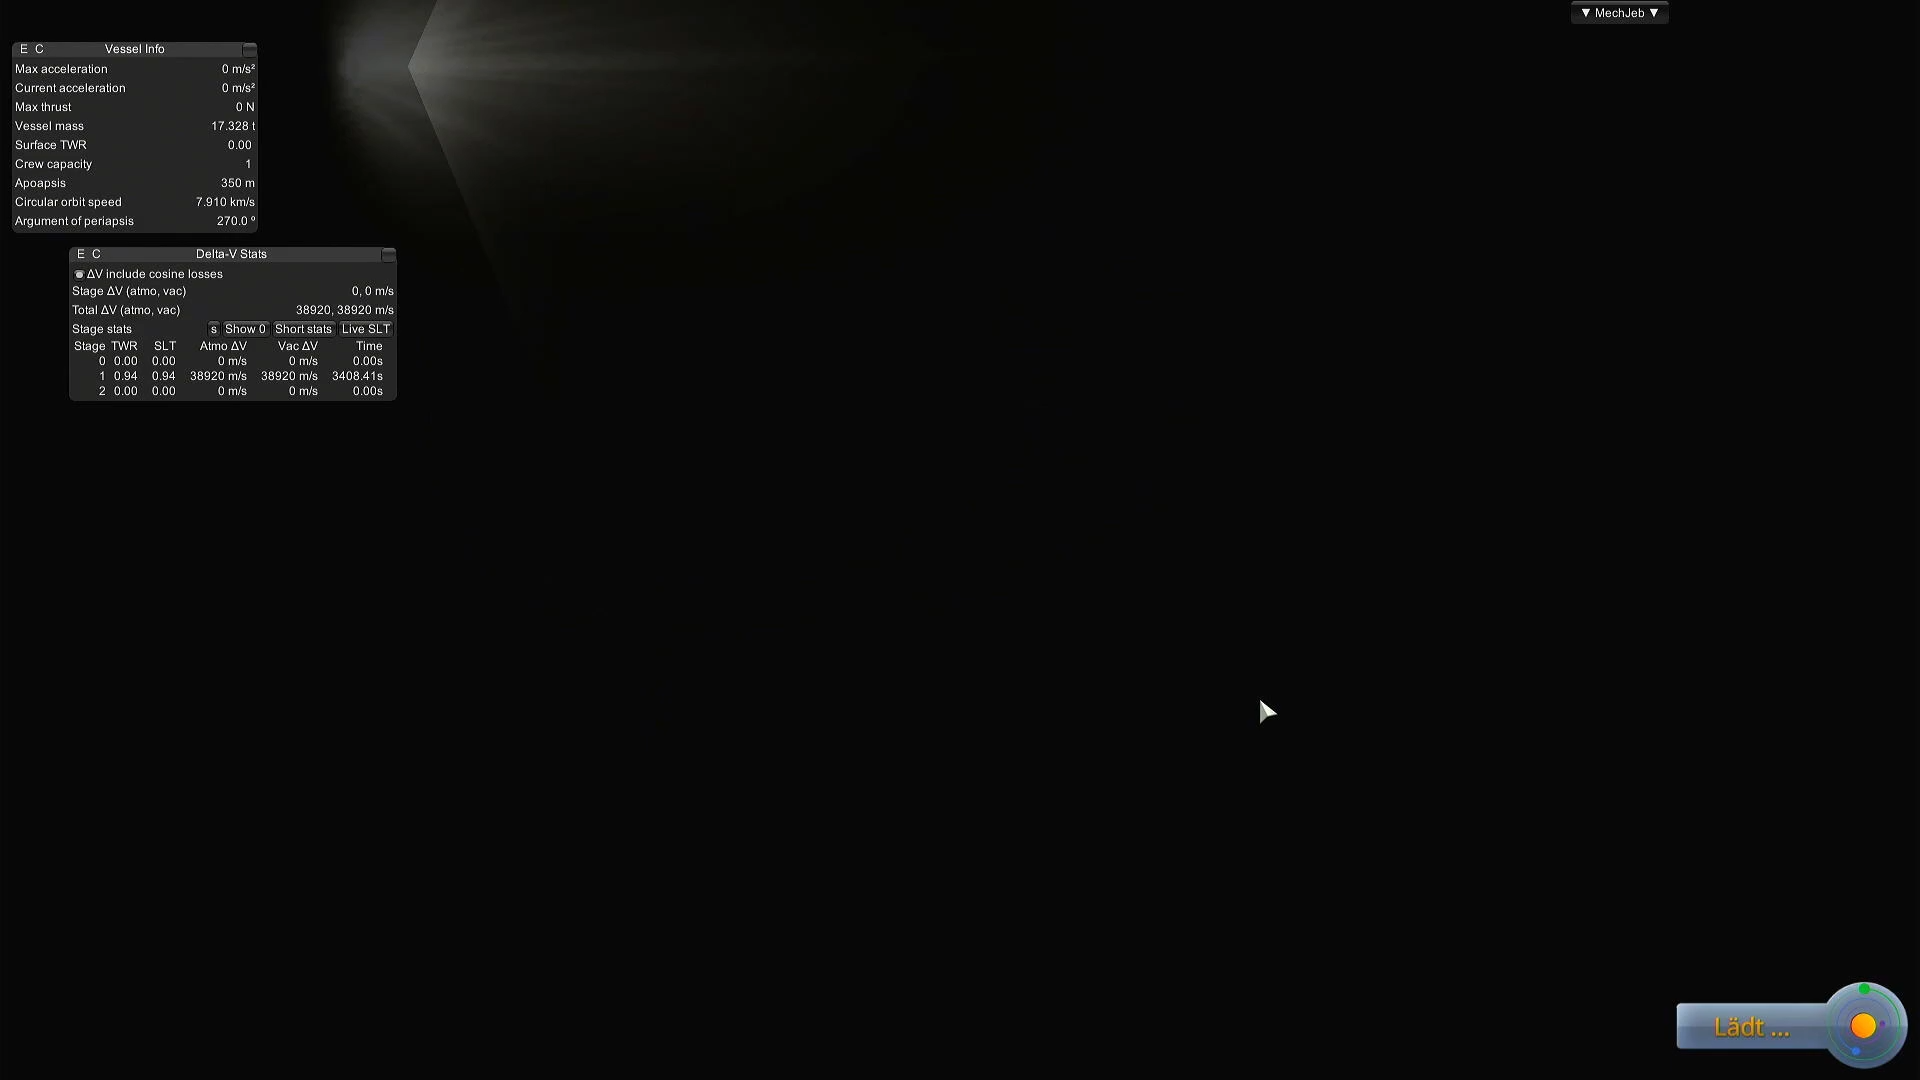 ▼ MechJeb ▼
E C Vessel Info
Max acceleration 0 m/s²
Current acceleration 0 m/s²
Max thrust 0 N
Vessel mass 17.328 t
Surface TWR 0.00
Crew capacity 1
Apoapsis 350 m
Circular orbit speed 7.910 km/s
Argument of periapsis 270.0 º
E C Delta-V Stats
ΔV include cosine losses
Stage ΔV (atmo, vac) 0, 0 m/s
Total ΔV (atmo, vac) 38920, 38920 m/s
Stage stats s Show 0 Short stats Live SLT
Stage TWR SLT Atmo ΔV Vac ΔV Time
0 0.00 0.00 0 m/s 0 m/s 0.00s
1 0.94 0.94 38920 m/s 38920 m/s 3408.41s
2 0.00 0.00 0 m/s 0 m/s 0.00s
Lädt ...